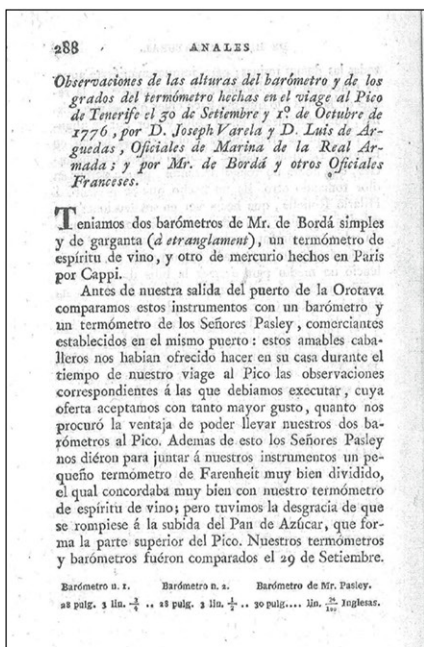 288 ANALES
Observaciones de las alturas del barómetro y de los
grados del termómetro hechas en el viage al Pico
de Tenerife el 30 de Setiembre y 1º. de Octubre de
1776, por D. Joseph Varela y D. Luis de Ar-
guedas, Oficiales de Marina de la Real Ar-
mada; y por Mr. de Bordá y otros Oficiales
Franceses.
Teniamos dos barómetros de Mr. de Bordá simples
y de garganta (à etranglament), un termómetro de
espíritu de vino, y otro de mercurio hechos en París
por Cappi.
Antes de nuestra salida del puerto de la Orotava
comparamos estos instrumentos con un barómetro y
un termómetro de los Señores Pasley, comerciantes
establecidos en el mismo puerto: estos amables caba-
lleros nos habian ofrecido hacer en su casa durante el
tiempo de nuestro viage al Pico las observaciones
correspondientes á las que debiamos executar, cuya
oferta aceptamos con tanto mayor gusto, quanto nos
procuró la ventaja de poder llevar nuestros dos ba-
rómetros al Pico. Ademas de esto los Señores Pasley
nos diéron para juntar á nuestros instrumentos un pe-
queño termómetro de Farenheit muy bien dividido,
el qual concordaba muy bien con nuestro termómetro
de espíritu de vino; pero tuvimos la desgracia de que
se rompiese á la subida del Pan de Azúcar, que for-
ma la parte superior del Pico. Nuestros termómetros
y barómetros fuéron comparados el 29 de Setiembre.
Barómetro n. 1. Barómetro n. 2. Barómetro de Mr. Pasley.
28 pulg. 3 lin. 3/4 .. 28 pulg. 3 lin. 1/2 .. 30 pulg.... lin. Inglesas.